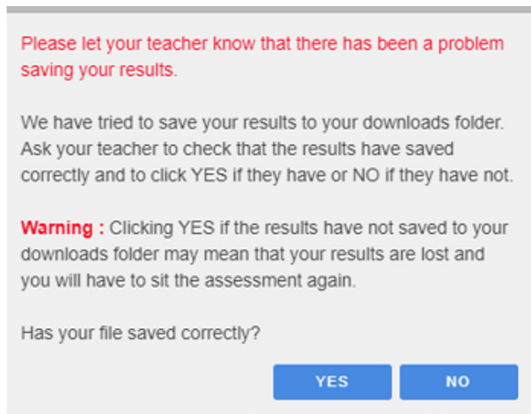 Please let your teacher know that there has been a problem
saving your results.
We have tried to save your results to your downloads folder.
Ask your teacher to check that the results have saved
correctly and to click YES if they have or NO if they have not.
Warning : Clicking YES if the results have not saved to your
downloads folder may mean that your results are lost and
you will have to sit the assessment again.
Has your file saved correctly?
YES NO